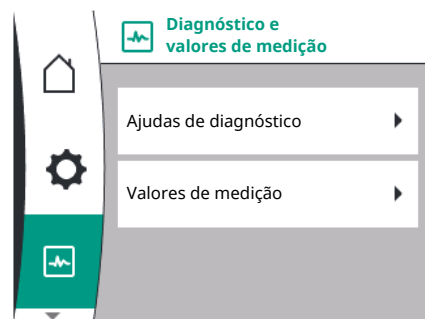 Diagnóstico e
valores de medição
Ajudas de diagnóstico
Valores de medição